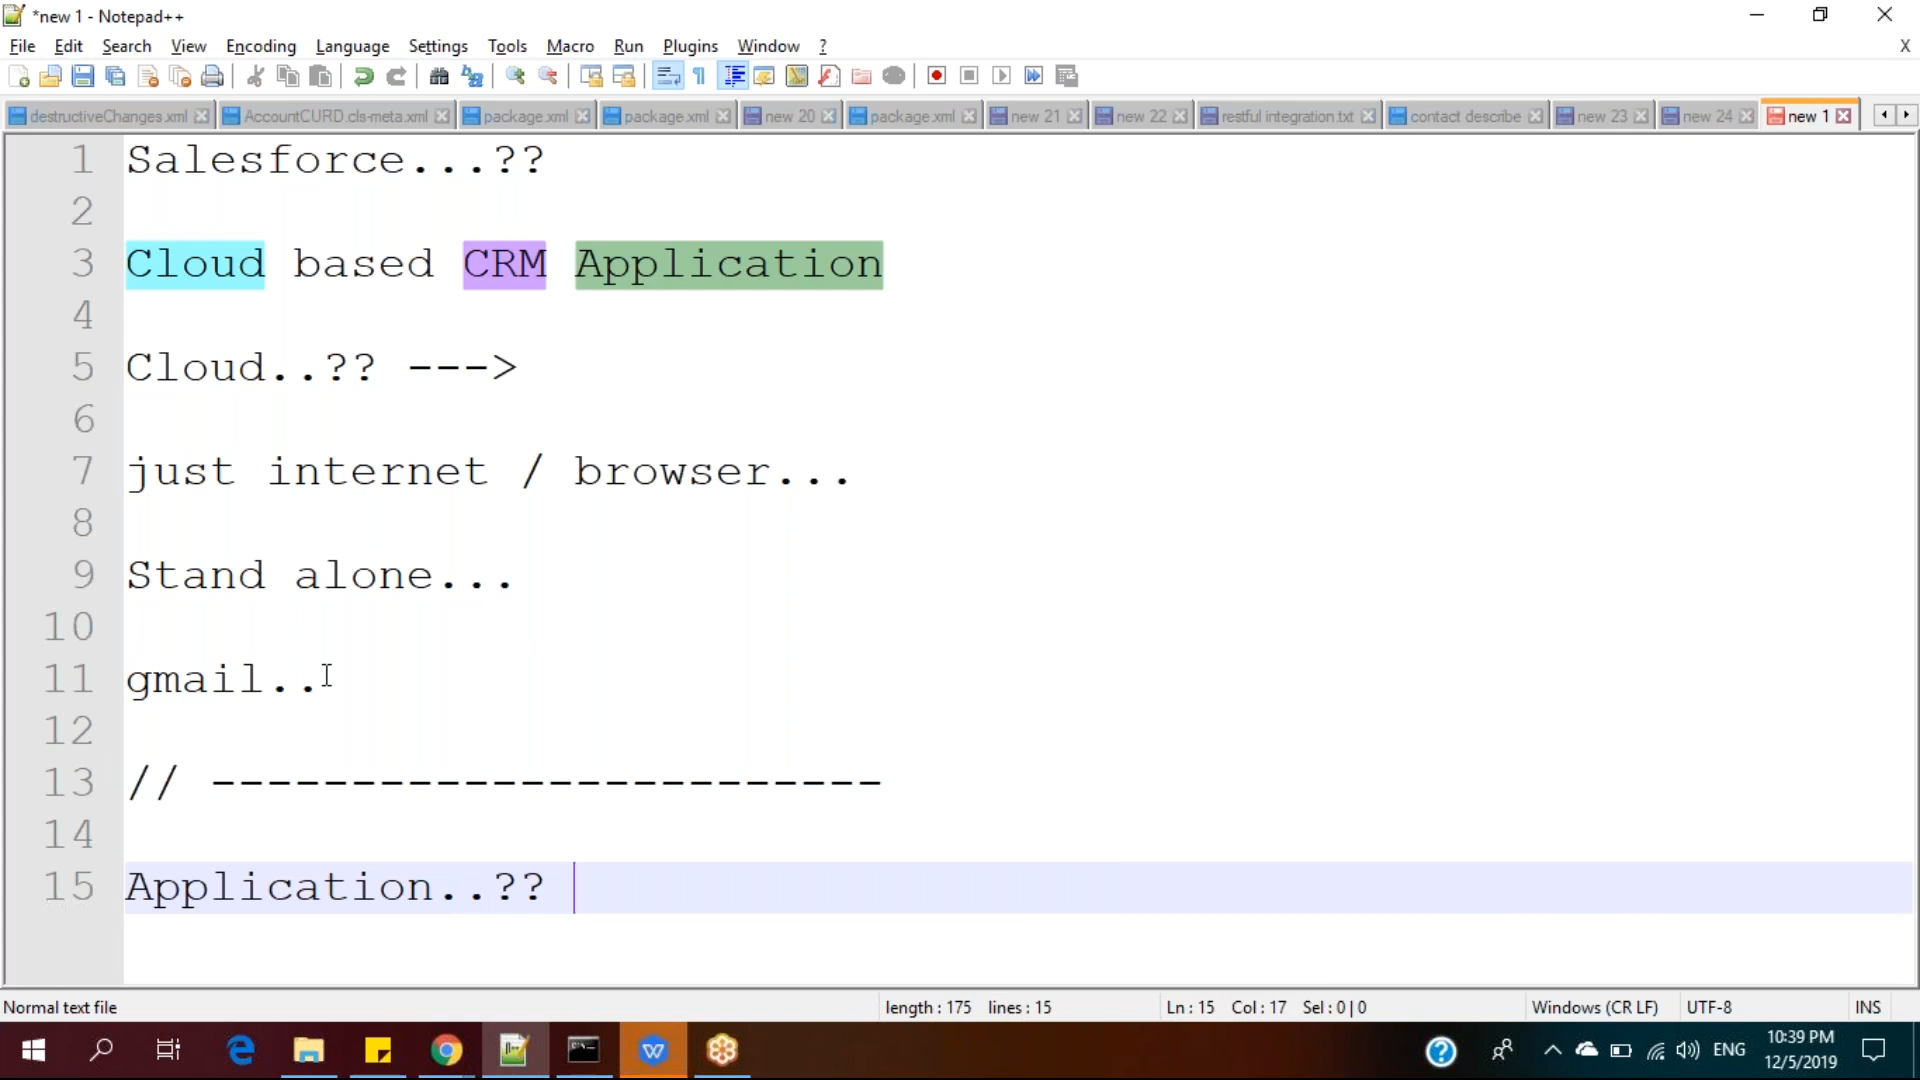 *new 1 - Notepad++
File Edit Search View Encoding Language Settings Tools Macro Run Plugins Window ? X
destructiveChanges.xml AccountCURD.cls-meta.xml package.xml package.xml new 20 package.xml new 21 new 22 restful integration.txt contact describe new 23 new 24 new 1
1 Salesforce...??
2
3 Cloud based CRM Application
4
5 Cloud..?? --->
6
7 just internet / browser...
8
9 Stand alone...
10
11 gmail..
12
13 // ------------------------
14
15 Application..??
Normal text file length : 175 lines : 15 Ln : 15 Col : 17 Sel : 0 | 0 Windows (CR LF) UTF-8 INS
ENG 10:39 PM
12/5/2019